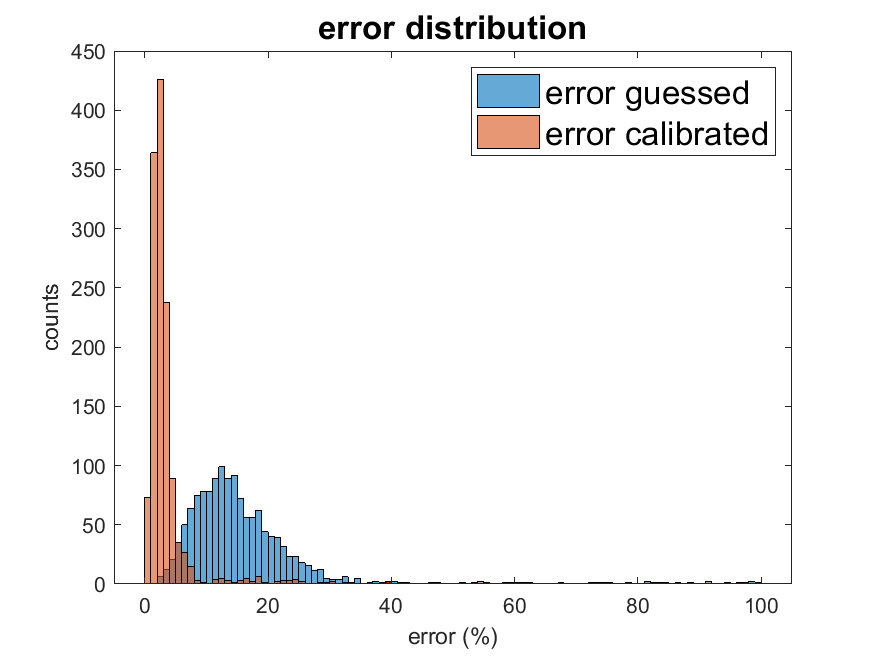 error distribution
error guessed
error calibrated
450
400
350
300
250
200
150
100
50
0
counts
0 20 40 60 80 100
error (%)